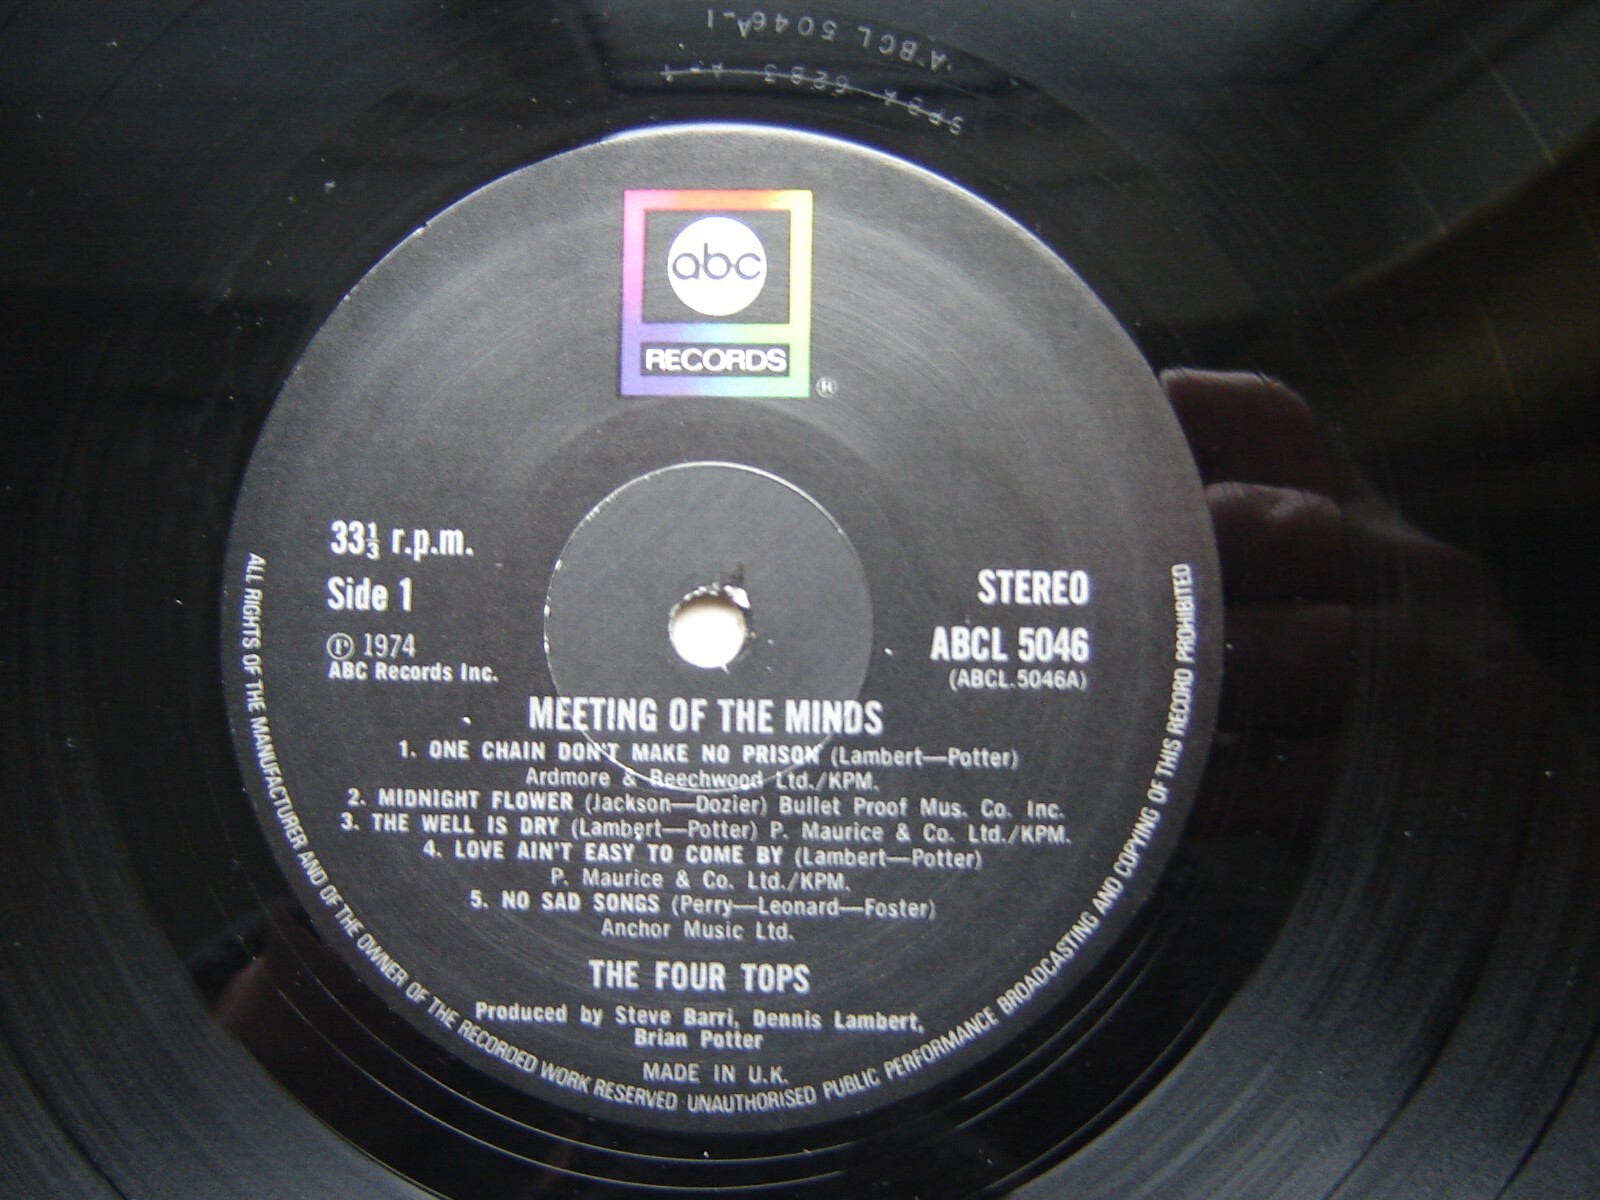 ABCL 5046A-1
abc
RECORDS
®
33⅓ r.p.m.
Side 1
℗ 1974
ABC Records Inc.
STEREO
ABCL 5046
(ABCL.5046A)
MEETING OF THE MINDS
1. ONE CHAIN DON'T MAKE NO PRISON (Lambert—Potter)
Ardmore & Beechwood Ltd./KPM.
2. MIDNIGHT FLOWER (Jackson—Dozier) Bullet Proof Mus. Co. Inc.
3. THE WELL IS DRY (Lambert—Potter) P. Maurice & Co. Ltd./KPM.
4. LOVE AIN'T EASY TO COME BY (Lambert—Potter)
P. Maurice & Co. Ltd./KPM.
5. NO SAD SONGS (Perry—Leonard—Foster)
Anchor Music Ltd.
THE FOUR TOPS
Produced by Steve Barri, Dennis Lambert,
Brian Potter
MADE IN U.K.
ALL RIGHTS OF THE MANUFACTURER AND OF THE OWNER OF THE RECORDED WORK RESERVED UNAUTHORISED PUBLIC PERFORMANCE BROADCASTING AND COPYING OF THIS RECORD PROHIBITED